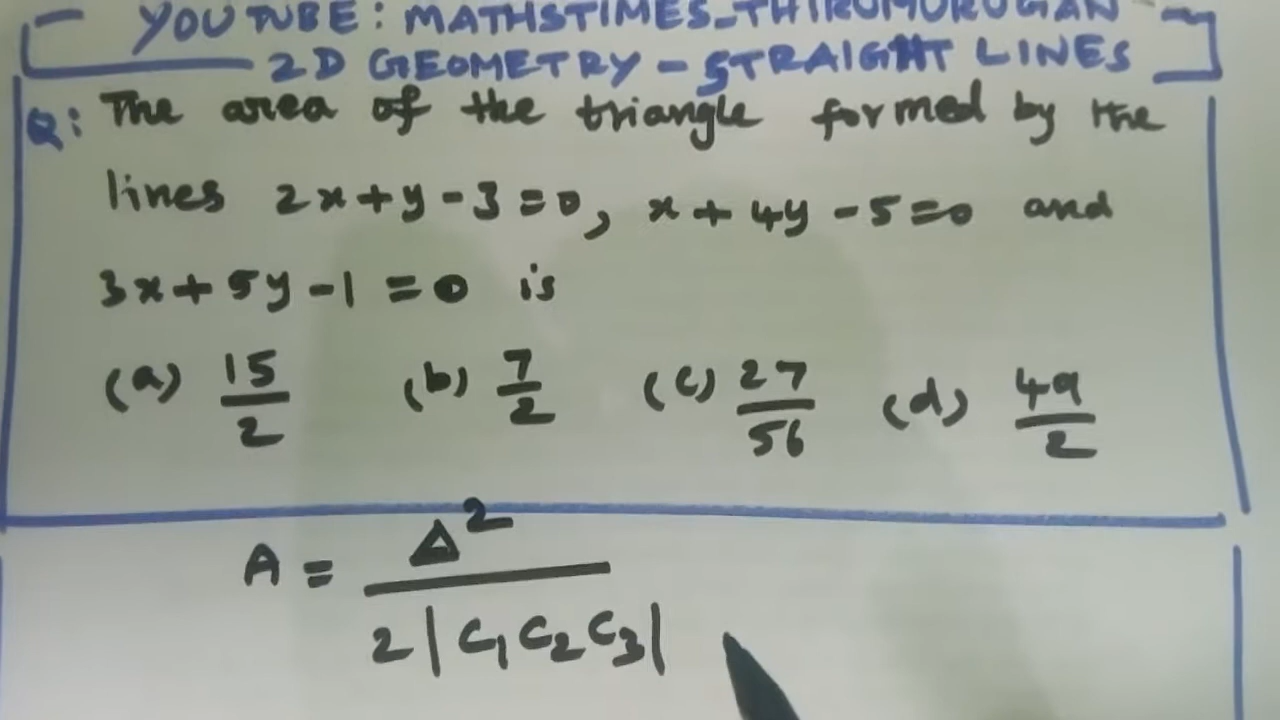 YOUTUBE: MATHSTIMES_THIRUMURUGAN
2D GEOMETRY - STRAIGHT LINES
Q: The area of the triangle formed by the
lines 2x+y-3=0, x+4y-5=0 and
3x+5y-1=0 is
(a) 15/2 (b) 7/2 (c) 27/56 (d) 49/2
A = Δ²/2|C₁C₂C₃|